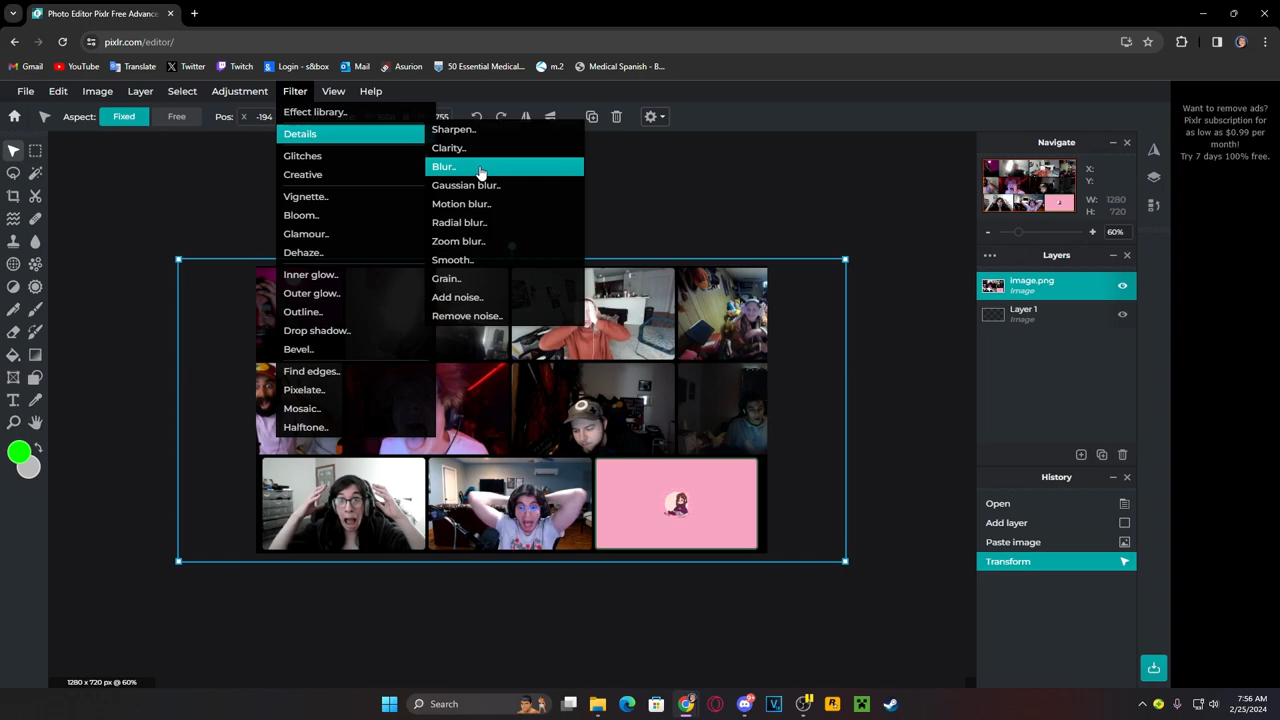 Photo Editor Pixlr Free Advance
pixlr.com/editor/
Gmail
YouTube
Translate
Twitter
Twitch
Login - s&box
Mail
Asurion
50 Essential Medical...
m.2
Medical Spanish - B...
File
Edit
Image
Layer
Select
Adjustment
Filter
View
Help
Aspect:
Fixed
Free
Pos:
X -194
Effect library..
Details
Glitches
Creative
Vignette..
Bloom..
Glamour..
Dehaze..
Inner glow..
Outer glow..
Outline..
Drop shadow..
Bevel..
Find edges..
Pixelate..
Mosaic..
Halftone..
Sharpen..
Clarity..
Blur..
Gaussian blur..
Motion blur..
Radial blur..
Zoom blur..
Smooth..
Grain..
Add noise..
Remove noise..
Navigate
X:
Y:
W: 1280
H: 720
- + 60%
Layers
image.png
Image
Layer 1
Image
History
Open
Add layer
Paste image
Transform
Want to remove ads?
Pixlr subscription for
as low as $0.99 per
month!
Try 7 days 100% free.
1280 x 720 px @ 60%
Search
7:56 AM
2/25/2024